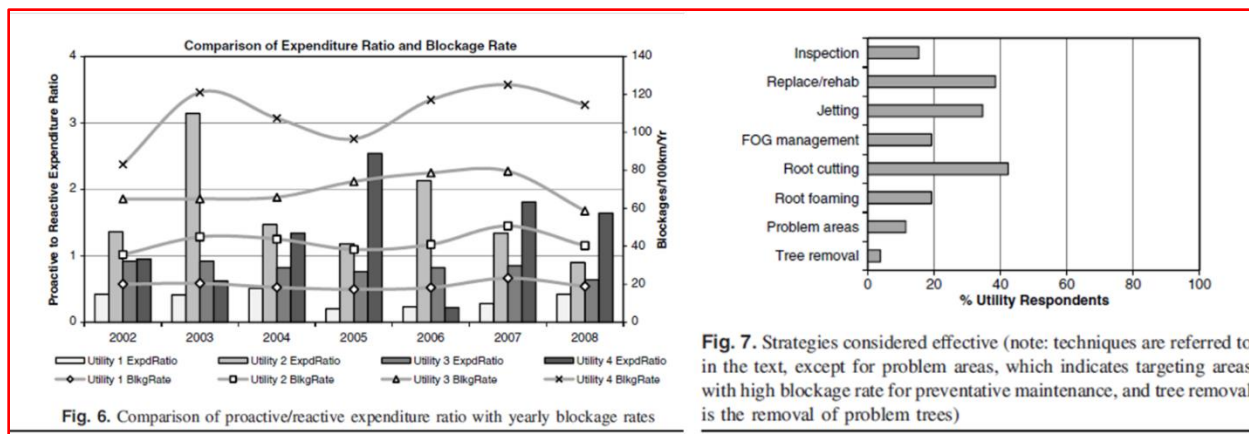 Comparison of Expenditure Ratio and Blockage Rate
Proactive to Reactive Expenditure Ratio
4
3
2
1
0
140
120
100
80
60
40
20
0
Blockages/100km/Yr
2002 2003 2004 2005 2006 2007 2008
Utility 1 ExpdRatio Utility 2 ExpdRatio Utility 3 ExpdRatio Utility 4 ExpdRatio
Utility 1 BlkgRate Utility 2 BlkgRate Utility 3 BlkgRate Utility 4 BlkgRate
Fig. 6. Comparison of proactive/reactive expenditure ratio with yearly blockage rates
Inspection
Replace/rehab
Jetting
FOG management
Root cutting
Root foaming
Problem areas
Tree removal
0 20 40 60 80 100
% Utility Respondents
Fig. 7. Strategies considered effective (note: techniques are referred to
in the text, except for problem areas, which indicates targeting areas
with high blockage rate for preventative maintenance, and tree removal
is the removal of problem trees)